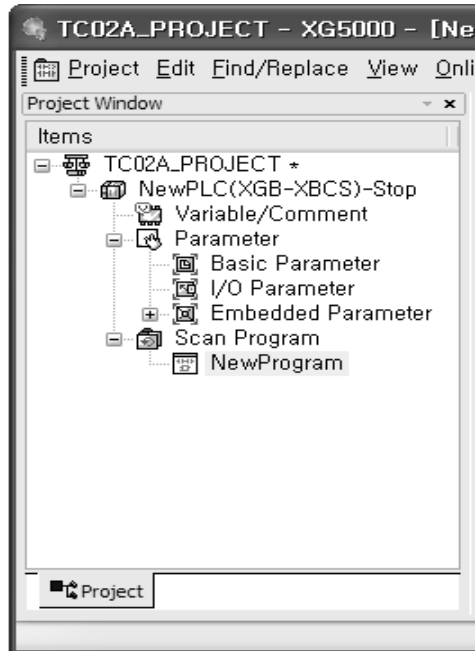 TC02A_PROJECT - XG5000 - [Ne
Project Edit Find/Replace View Onli
Project Window
Items
TC02A_PROJECT *
NewPLC(XGB-XBCS)-Stop
Variable/Comment
Parameter
Basic Parameter
I/O Parameter
Embedded Parameter
Scan Program
NewProgram
Project